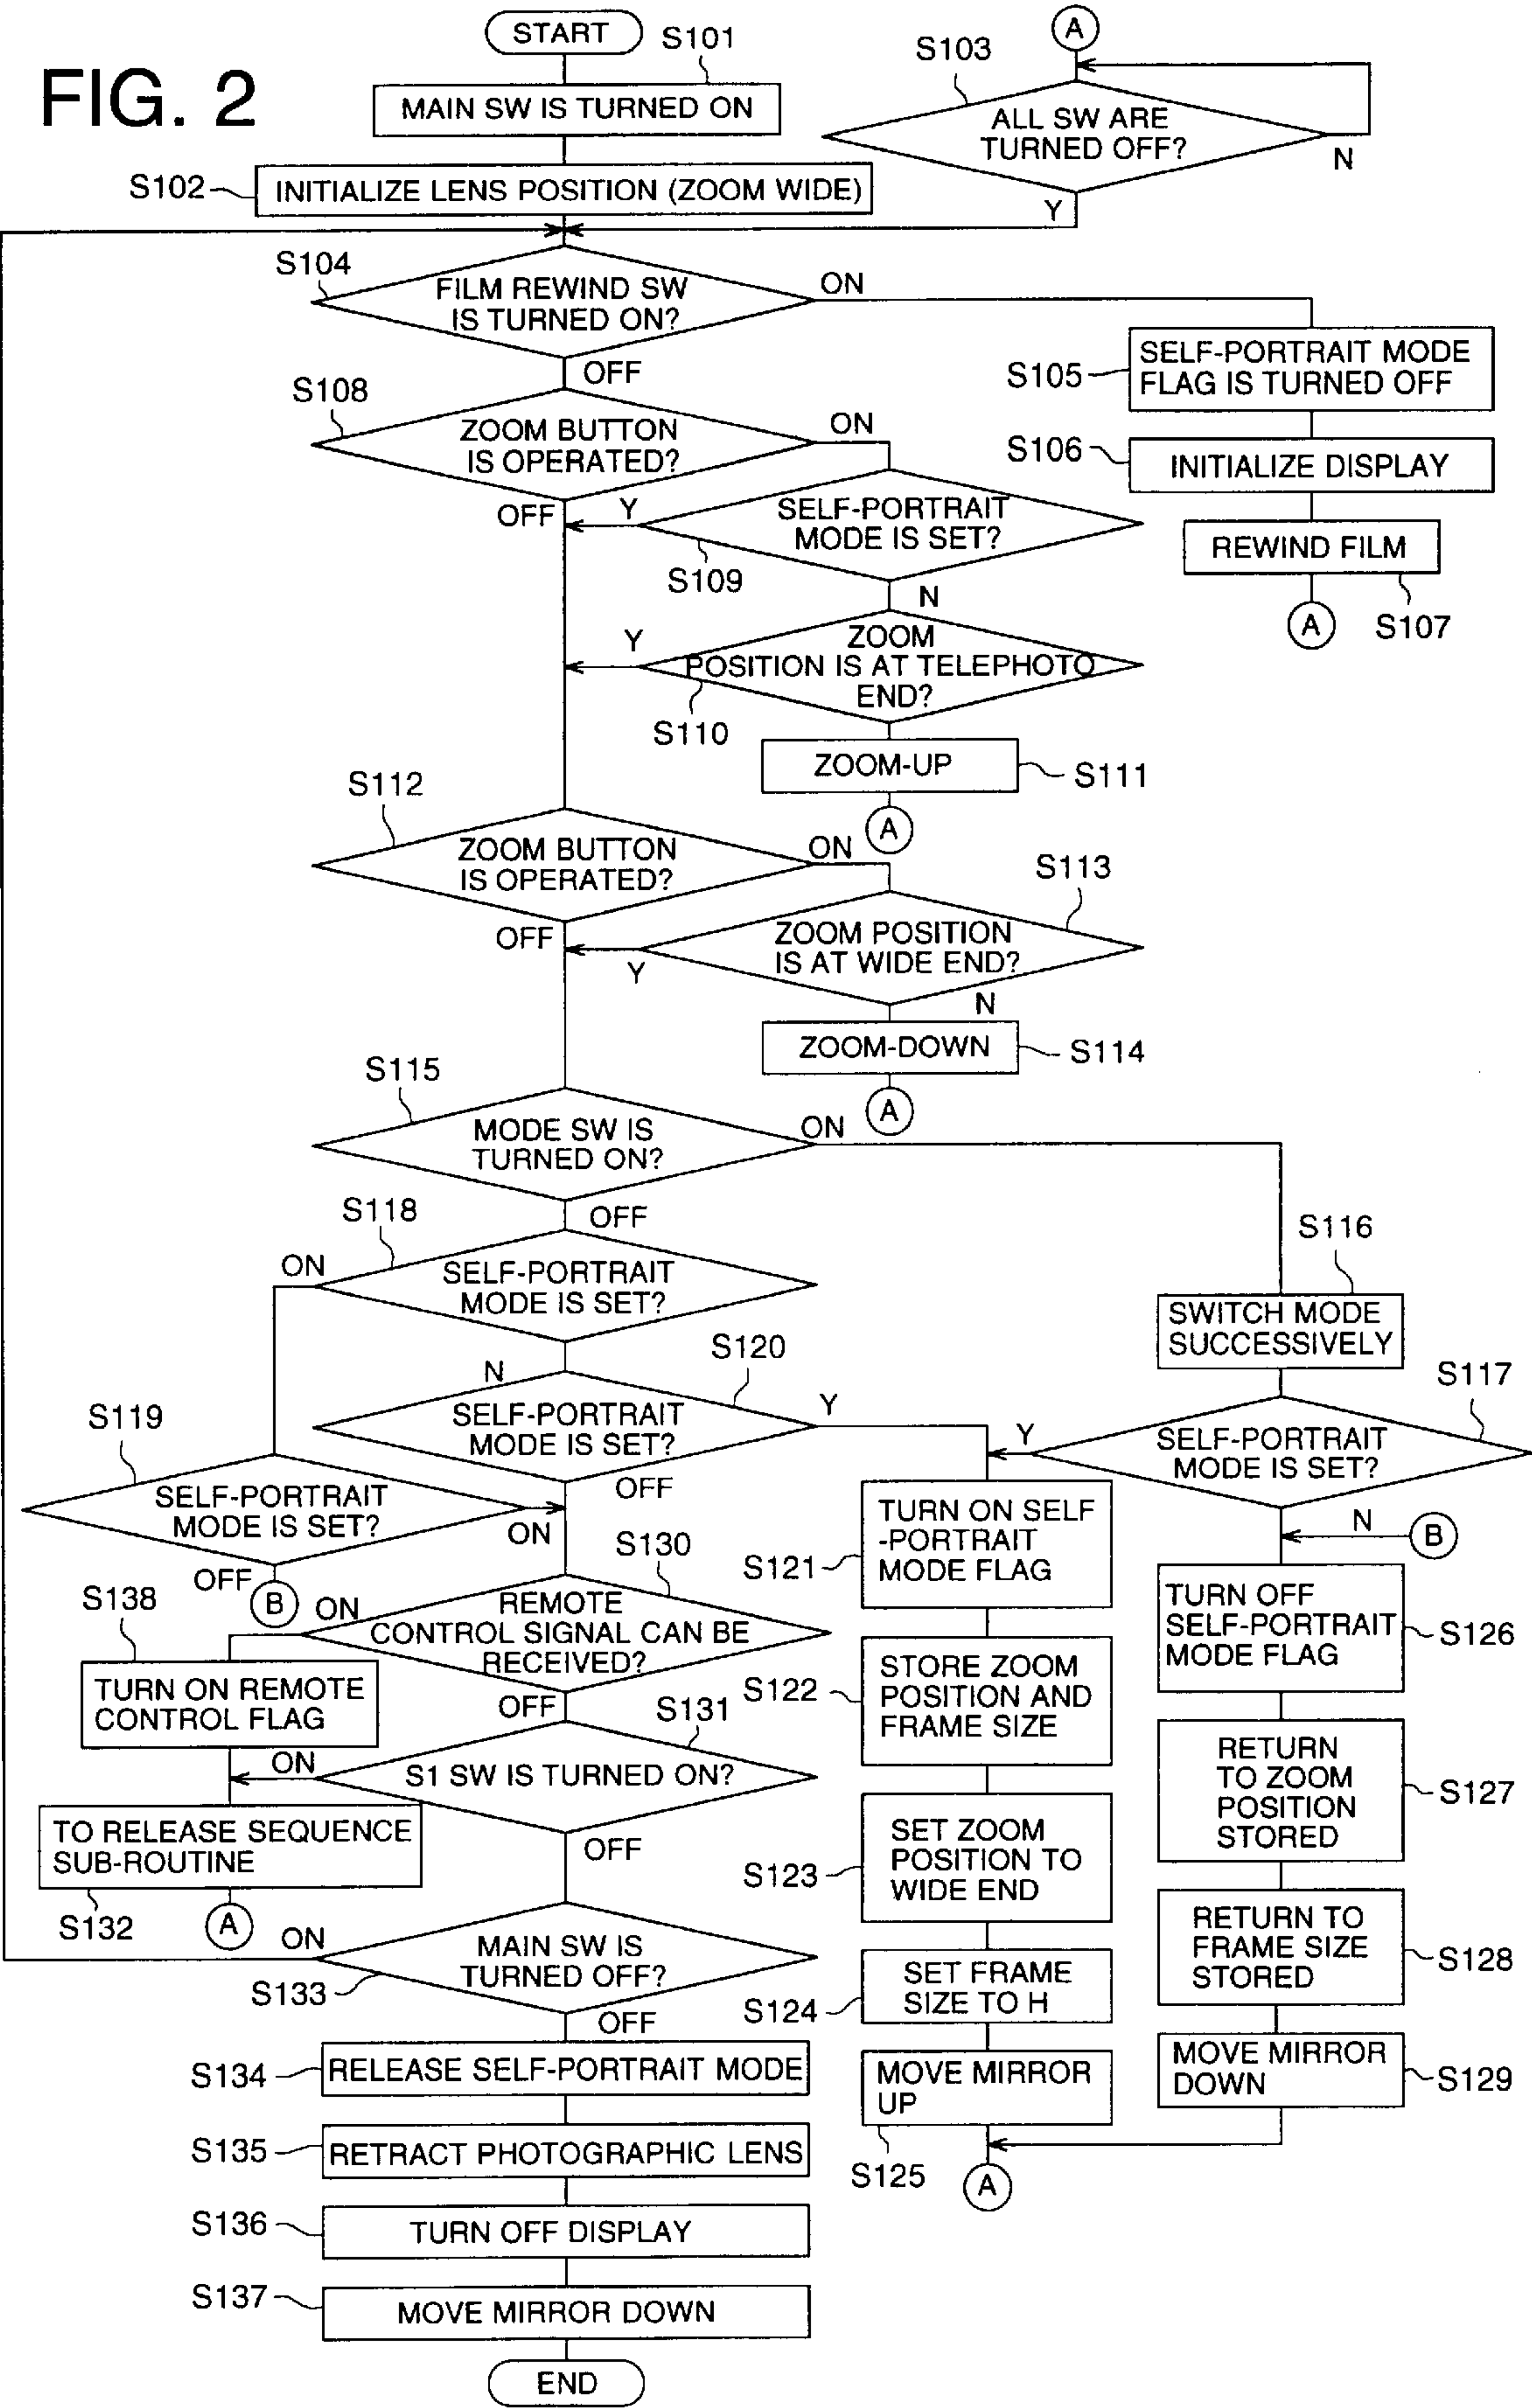 FIG. 2
START
S101
MAIN SW IS TURNED ON
S102
INITIALIZE LENS POSITION (ZOOM WIDE)
A
S103
ALL SW ARE
TURNED OFF?
N
Y
S104
FILM REWIND SW
IS TURNED ON?
ON
OFF
S105
SELF-PORTRAIT MODE
FLAG IS TURNED OFF
S106
INITIALIZE DISPLAY
REWIND FILM
S107
A
S108
ZOOM BUTTON
IS OPERATED?
ON
OFF
Y
SELF-PORTRAIT
MODE IS SET?
S109
N
Y
ZOOM
POSITION IS AT TELEPHOTO
END?
S110
ZOOM-UP
S111
A
S112
ZOOM BUTTON
IS OPERATED?
ON
OFF
S113
ZOOM POSITION
IS AT WIDE END?
Y
N
ZOOM-DOWN
S114
A
S115
MODE SW IS
TURNED ON?
ON
OFF
S116
SWITCH MODE
SUCCESSIVELY
S117
SELF-PORTRAIT
MODE IS SET?
Y
N
B
S118
SELF-PORTRAIT
MODE IS SET?
ON
N
S119
SELF-PORTRAIT
MODE IS SET?
ON
OFF
B
S120
SELF-PORTRAIT
MODE IS SET?
Y
OFF
S121
TURN ON SELF
-PORTRAIT
MODE FLAG
S122
STORE ZOOM
POSITION AND
FRAME SIZE
S123
SET ZOOM
POSITION TO
WIDE END
S124
SET FRAME
SIZE TO H
MOVE MIRROR
UP
S125
A
TURN OFF
SELF-PORTRAIT
MODE FLAG
S126
RETURN
TO ZOOM
POSITION
STORED
S127
RETURN TO
FRAME SIZE
STORED
S128
MOVE MIRROR
DOWN
S129
S130
REMOTE
CONTROL SIGNAL CAN BE
RECEIVED?
ON
OFF
S138
TURN ON REMOTE
CONTROL FLAG
S131
S1 SW IS TURNED ON?
ON
OFF
TO RELEASE SEQUENCE
SUB-ROUTINE
S132
A
MAIN SW IS
TURNED OFF?
ON
S133
OFF
S134
RELEASE SELF-PORTRAIT MODE
S135
RETRACT PHOTOGRAPHIC LENS
S136
TURN OFF DISPLAY
S137
MOVE MIRROR DOWN
END